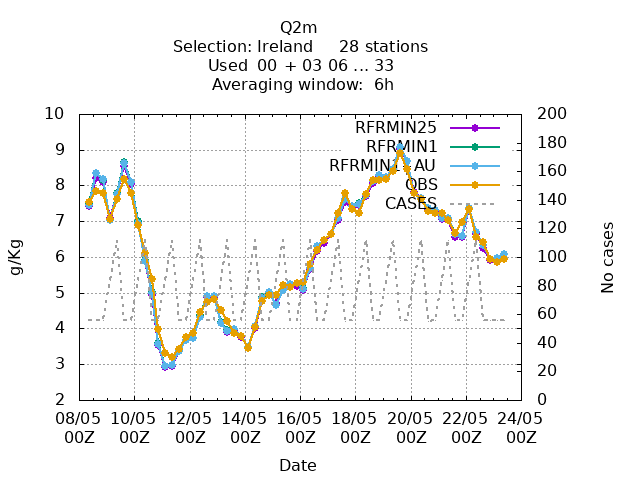 Q2m
Selection: Ireland 28 stations
Used 00 + 03 06 ... 33
Averaging window: 6h
10
9
8
7
6
5
4
3
2
200
180
160
140
120
100
80
60
40
20
0
RFRMIN25
RFRMIN1
AU
OBS
CASES
g/Kg
No cases
08/05 10/05 12/05 14/05 16/05 18/05 20/05 22/05 24/05
00Z 00Z 00Z 00Z 00Z 00Z 00Z 00Z 00Z
Date